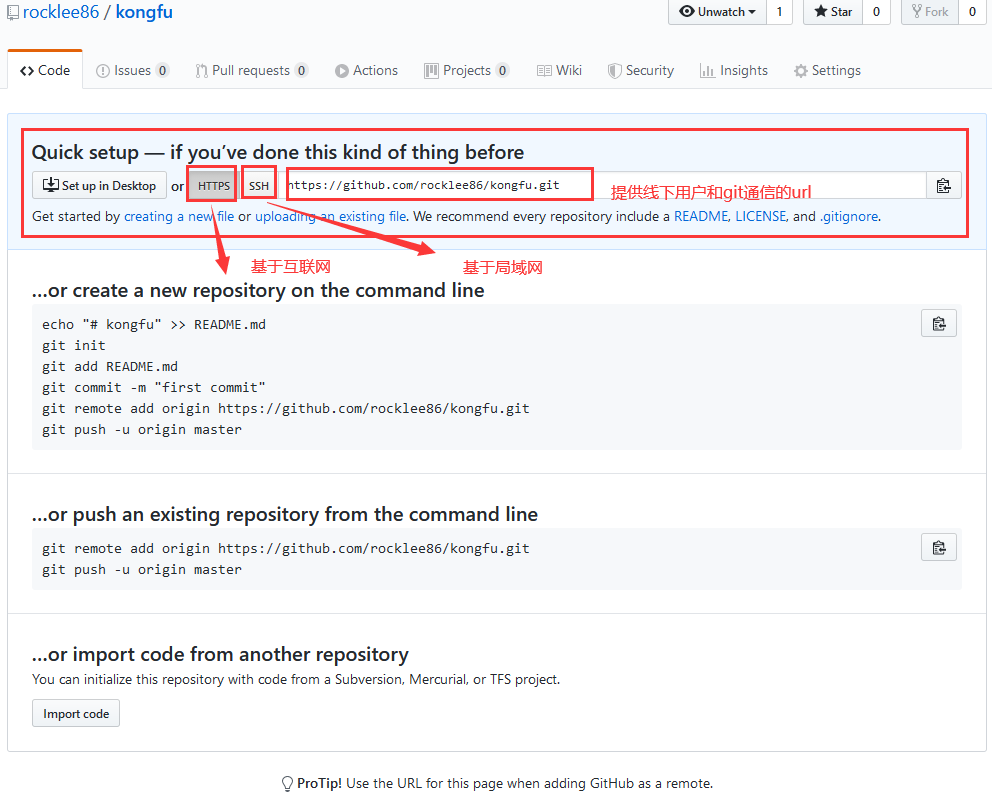 rocklee86 / kongfu
Unwatch 1 Star 0 Fork 0
Code Issues 0 Pull requests 0 Actions Projects 0 Wiki Security Insights Settings
Quick setup — if you've done this kind of thing before
Set up in Desktop or HTTPS SSH https://github.com/rocklee86/kongfu.git 提供线下用户和git通信的url
Get started by creating a new file or uploading an existing file. We recommend every repository include a README, LICENSE, and .gitignore.
基于互联网 基于局域网
…or create a new repository on the command line
echo "# kongfu" >> README.md
git init
git add README.md
git commit -m "first commit"
git remote add origin https://github.com/rocklee86/kongfu.git
git push -u origin master
…or push an existing repository from the command line
git remote add origin https://github.com/rocklee86/kongfu.git
git push -u origin master
…or import code from another repository
You can initialize this repository with code from a Subversion, Mercurial, or TFS project.
Import code
ProTip! Use the URL for this page when adding GitHub as a remote.